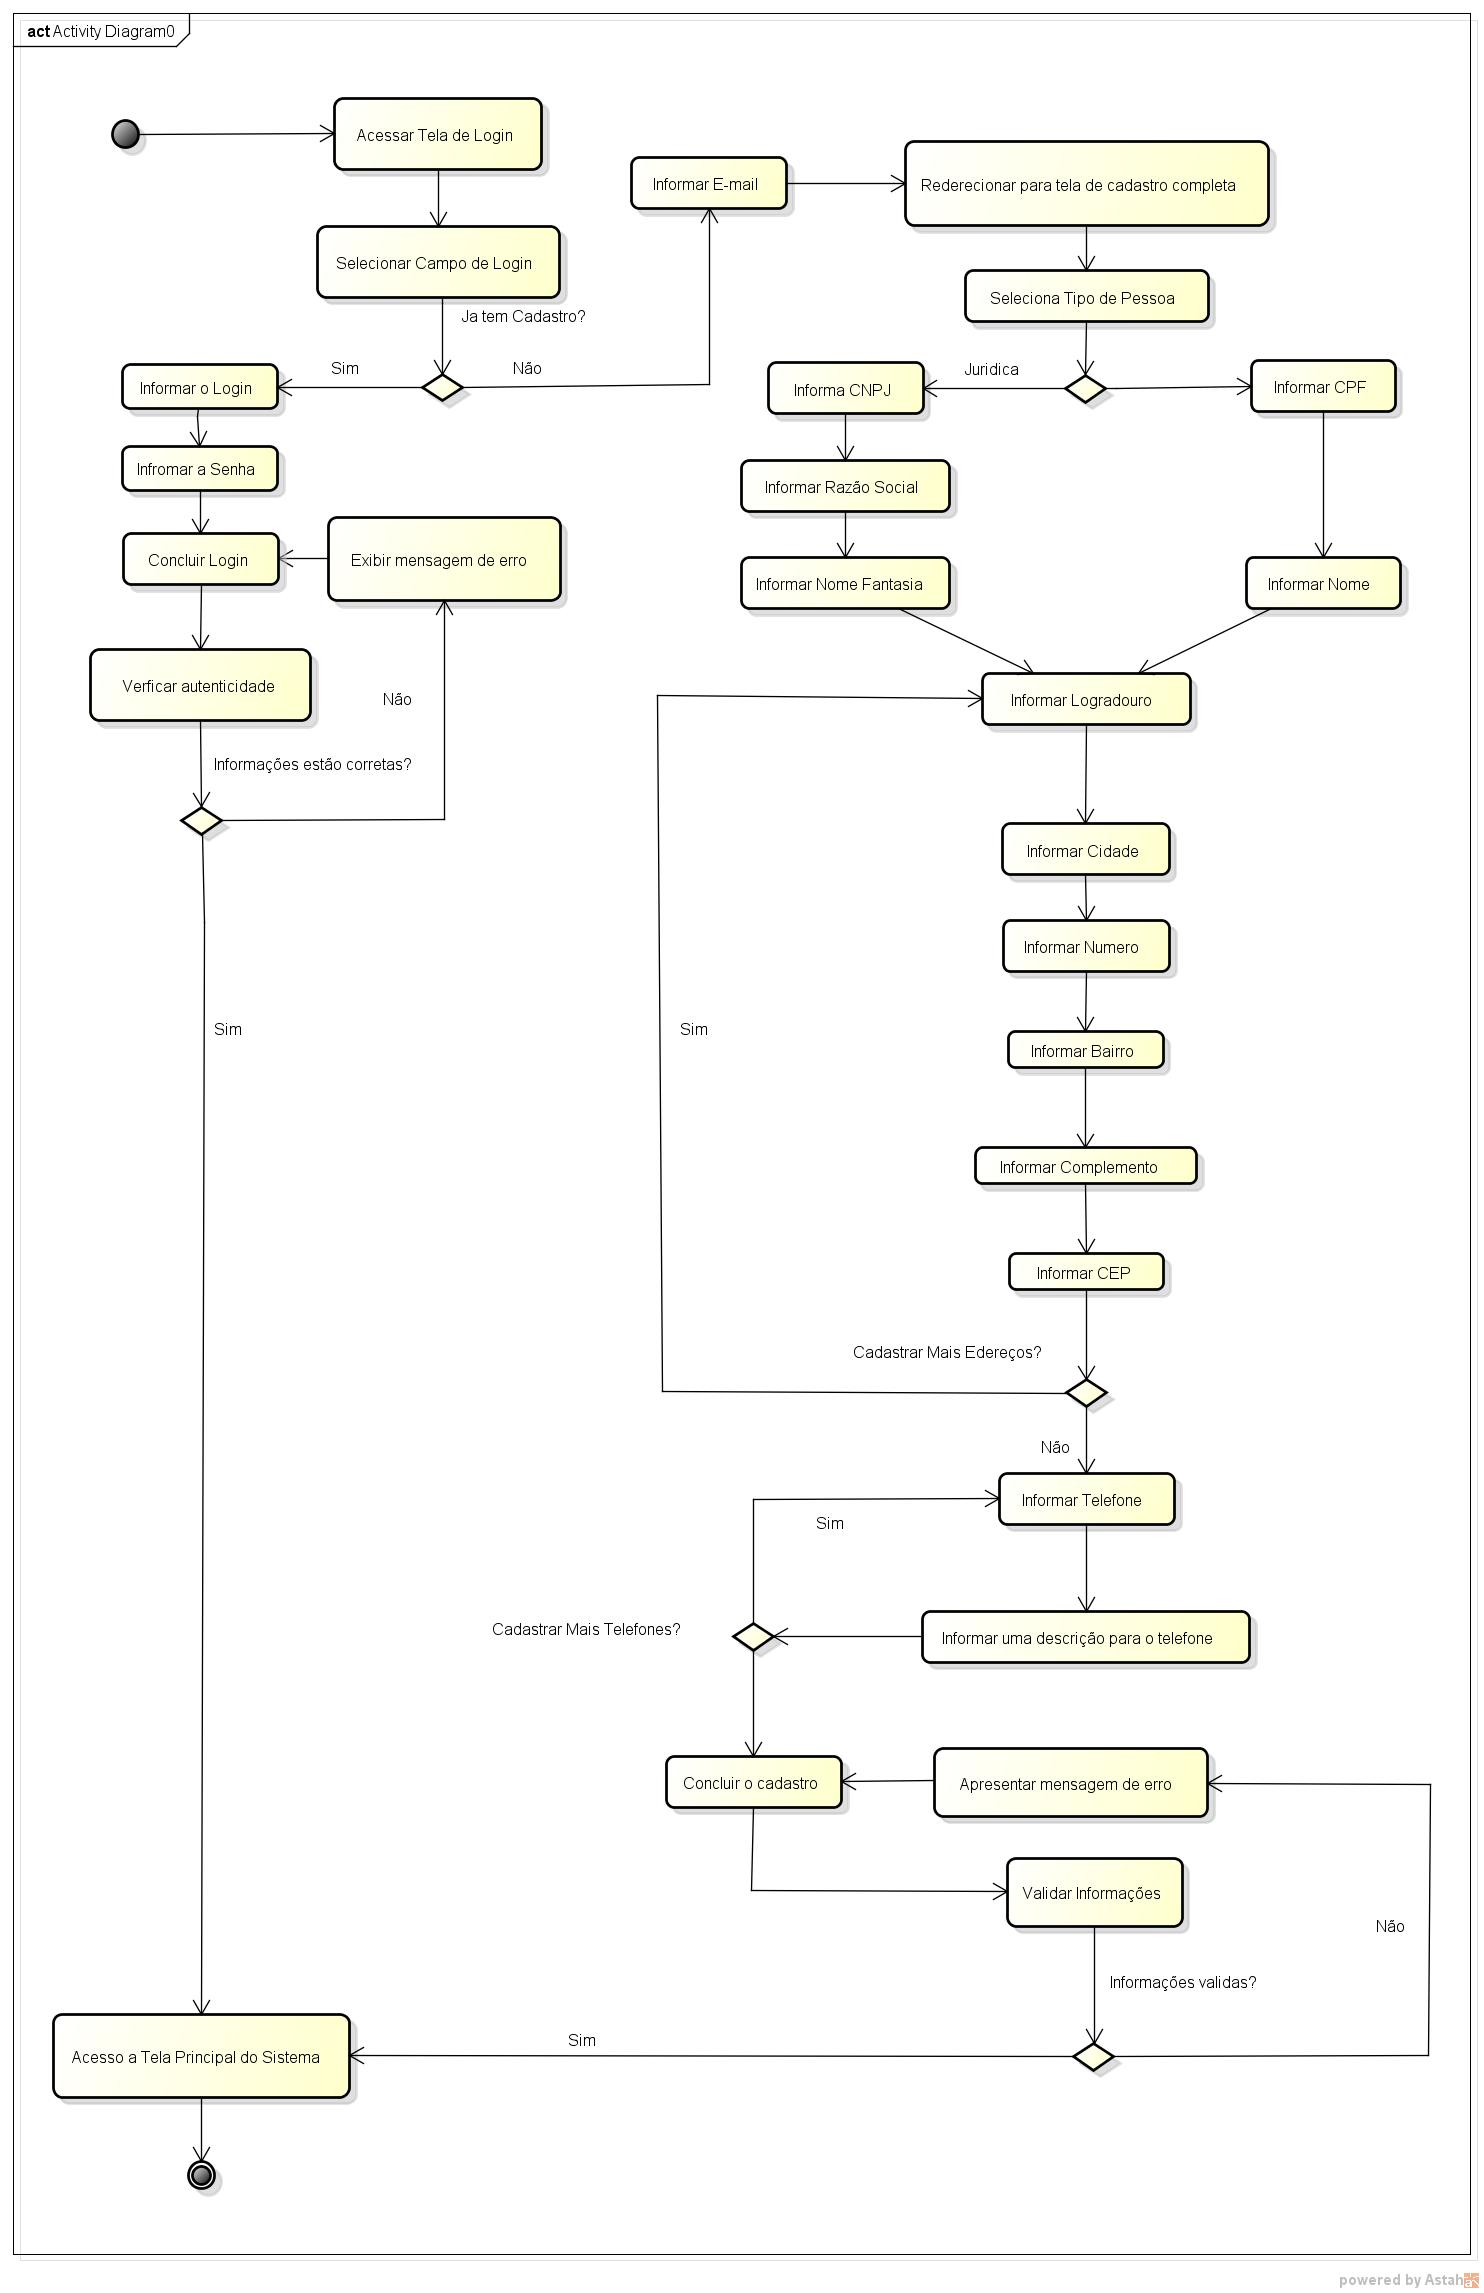 act Activity Diagram0
Acessar Tela de Login
Informar E-mail
Rederecionar para tela de cadastro completa
Selecionar Campo de Login
Seleciona Tipo de Pessoa
Ja tem Cadastro?
Sim
Não
Juridica
Informar o Login
Informa CNPJ
Informar CPF
Infromar a Senha
Informar Razão Social
Concluir Login
Exibir mensagem de erro
Informar Nome Fantasia
Informar Nome
Verficar autenticidade
Não
Informar Logradouro
Informações estão corretas?
Informar Cidade
Informar Numero
Sim
Sim
Informar Bairro
Informar Complemento
Informar CEP
Cadastrar Mais Edereços?
Não
Informar Telefone
Sim
Cadastrar Mais Telefones?
Informar uma descrição para o telefone
Concluir o cadastro
Apresentar mensagem de erro
Validar Informações
Não
Informações validas?
Sim
Acesso a Tela Principal do Sistema
powered by Astah